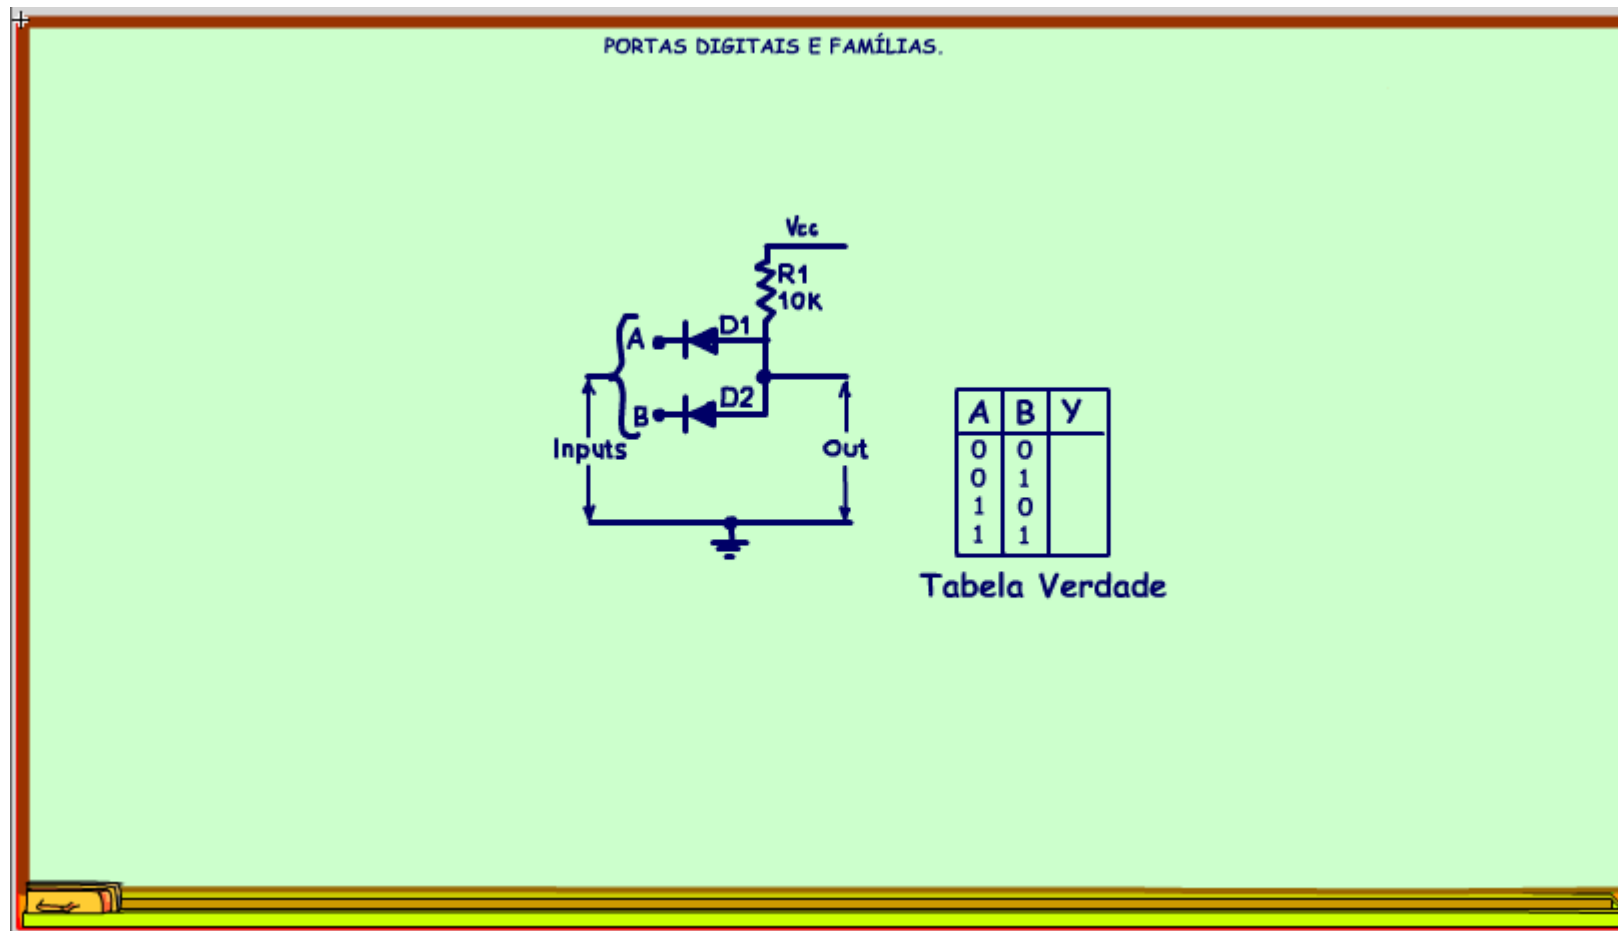 PORTAS DIGITAIS E FAMÍLIAS.
Vcc
R1
10K
D1
A
D2
B
Inputs
Out
A B Y
0 0
0 1
1 0
1 1
Tabela Verdade